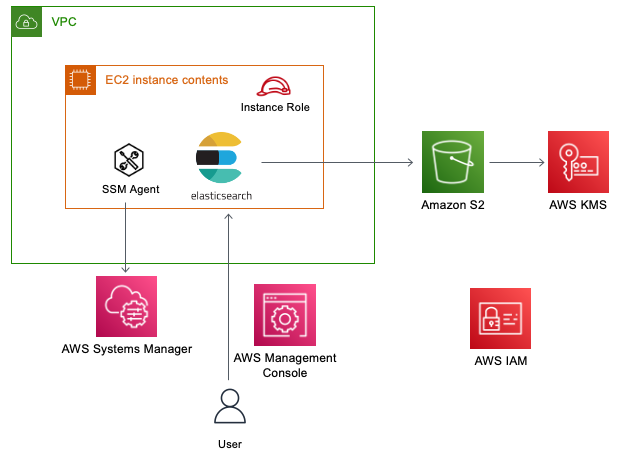 VPC
EC2 instance contents
Instance Role
SSM Agent
elasticsearch
Amazon S2
AWS KMS
AWS Systems Manager
AWS Management
Console
AWS IAM
User